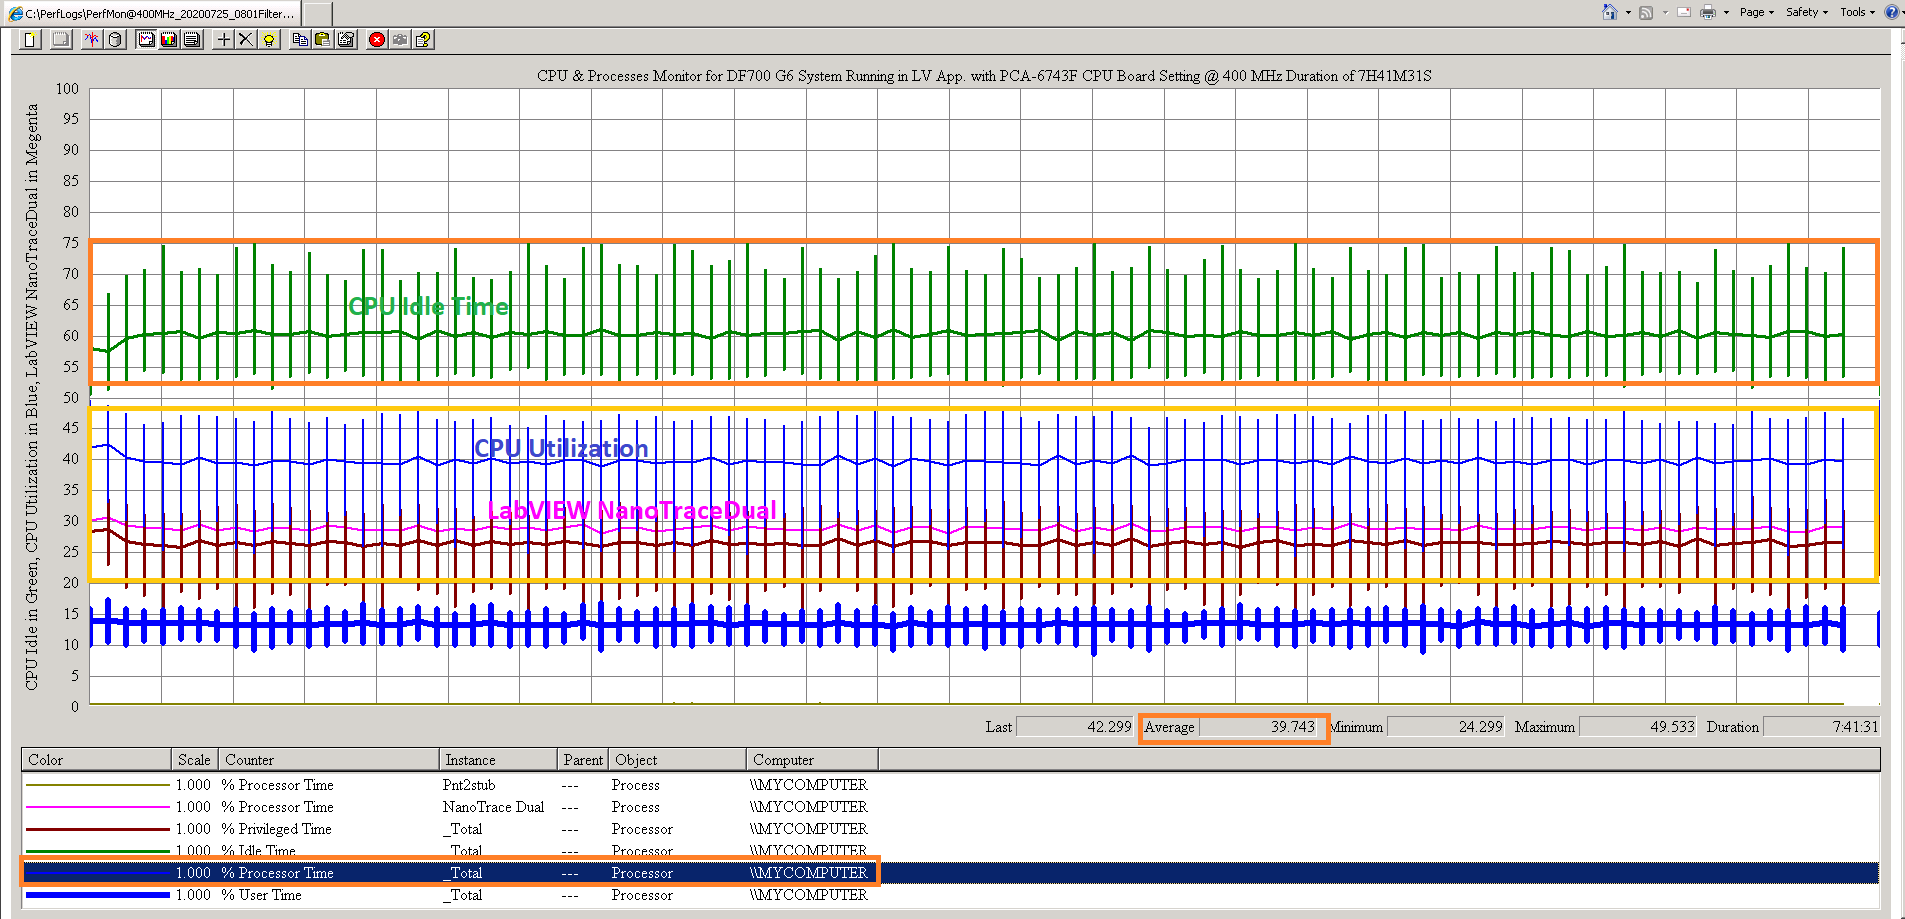 C:\PerfLogs\PerfMon@400MHz_20200725_0801Filter...
Page Safety Tools
CPU & Processes Monitor for DF700 G6 System Running in LV App. with PCA-6743F CPU Board Setting @ 400 MHz Duration of 7H41M31S
CPU Idle in Green, CPU Utilization in Blue, LabVIEW NanoTraceDual in Megenta
100
95
90
85
80
75
70
65
60
55
50
45
40
35
30
25
20
15
10
5
0
CPU Idle Time
CPU Utilization
LabVIEW NanoTraceDual
Last 42.299 Average 39.743 Minimum 24.299 Maximum 49.533 Duration 7:41:31
Color Scale Counter Instance Parent Object Computer
1.000 % Processor Time Pnt2stub --- Process \\MYCOMPUTER
1.000 % Processor Time NanoTrace Dual --- Process \\MYCOMPUTER
1.000 % Privileged Time _Total --- Processor \\MYCOMPUTER
1.000 % Idle Time _Total --- Processor \\MYCOMPUTER
1.000 % Processor Time _Total --- Processor \\MYCOMPUTER
1.000 % User Time _Total --- Processor \\MYCOMPUTER